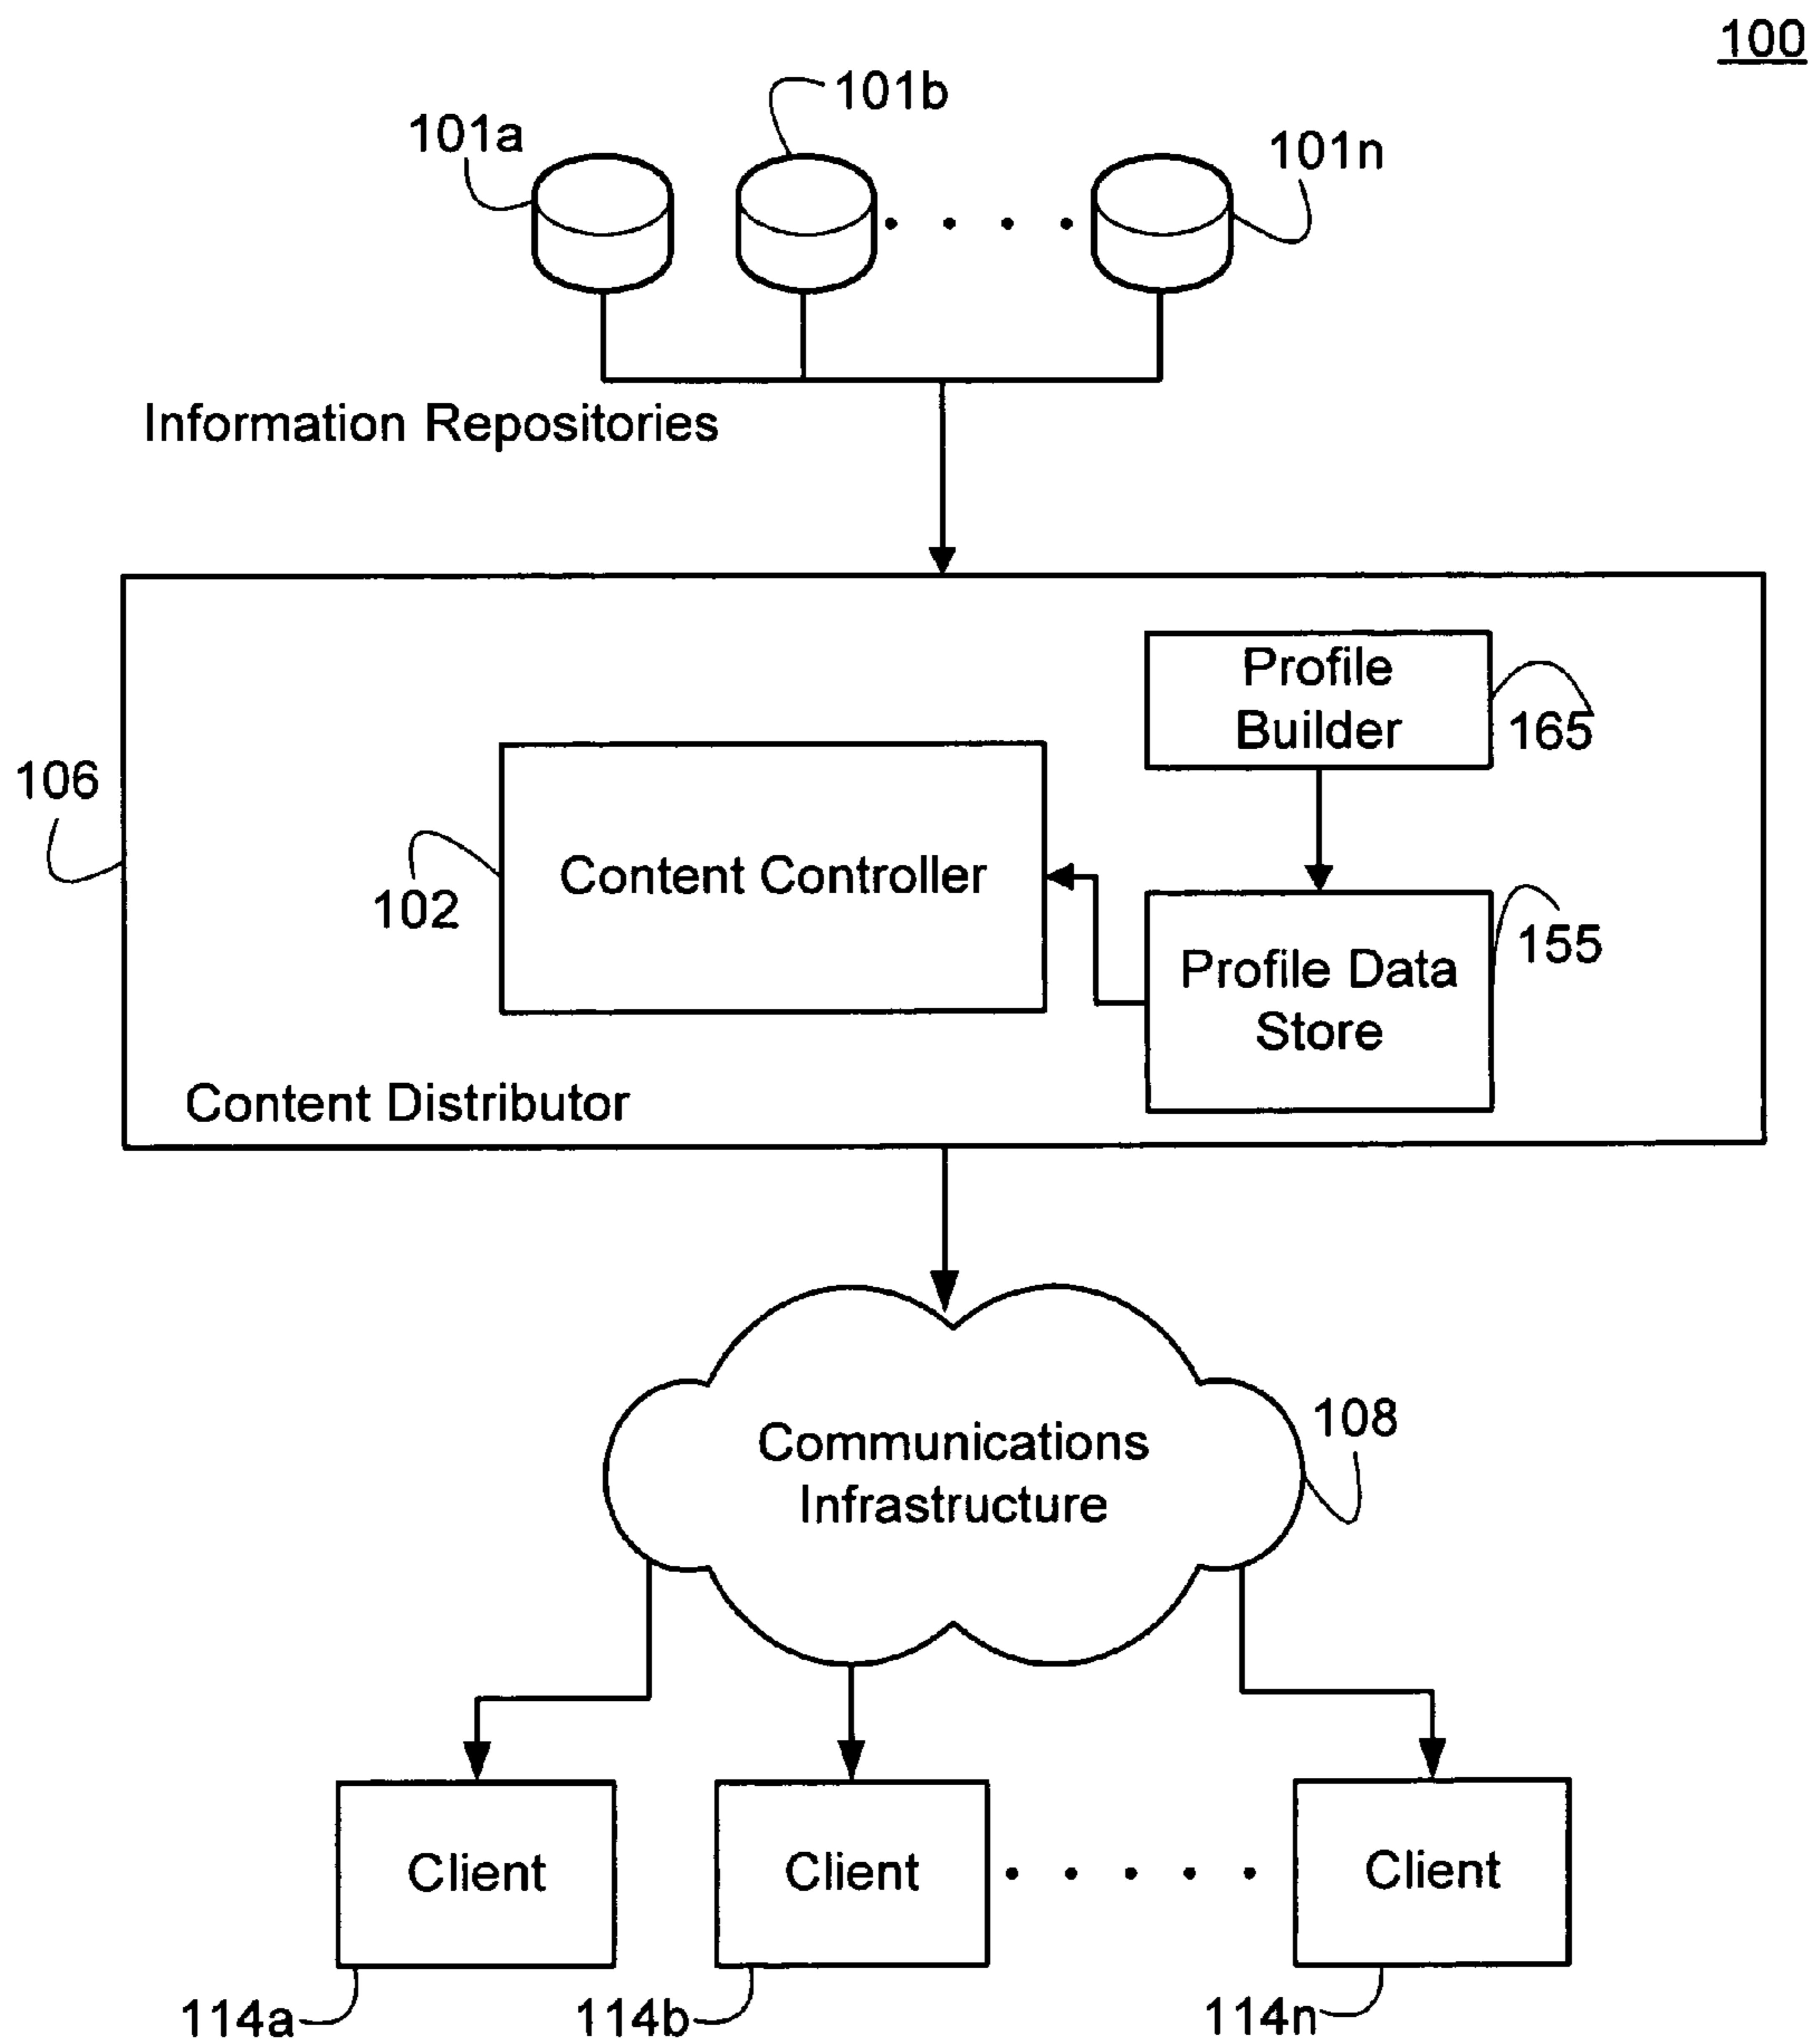 100
101b
101a
101n
Information Repositories
Profile
Builder
165
106
Content Controller
102
155
Profile Data
Store
Content Distributor
108
Communications
Infrastructure
Client
Client
Client
114a
114b
114n